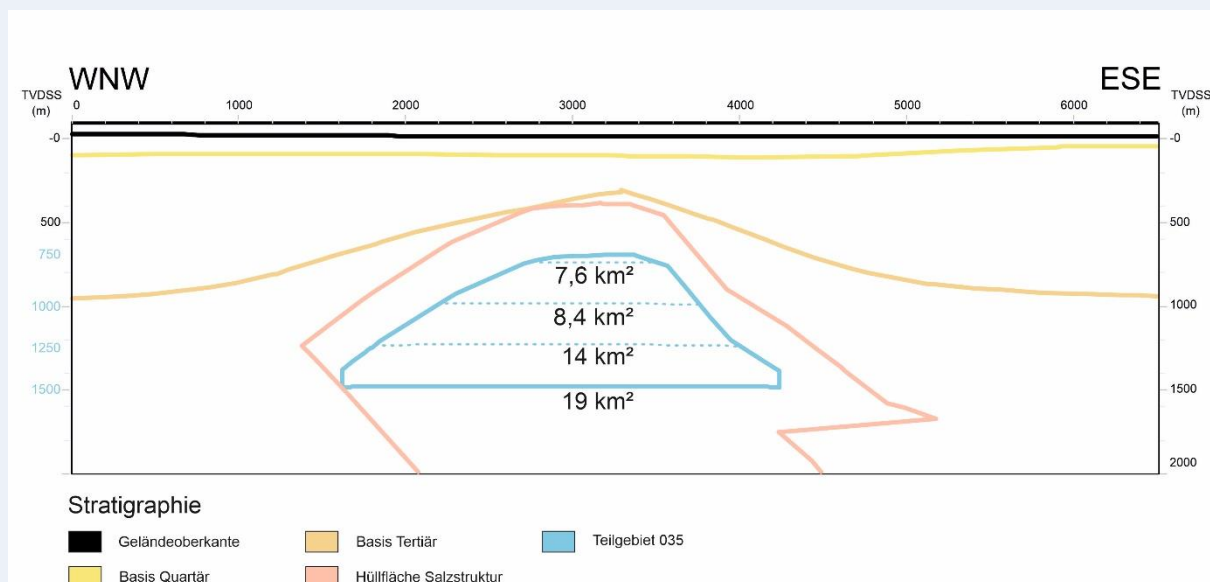 WNW
ESE
TVDSS
(m)
0 1000 2000 3000 4000 5000 6000
TVDSS
(m)
-0
-0
500
500
750
7,6 km²
1000
1000
8,4 km²
1250
14 km²
1500
1500
19 km²
2000
Stratigraphie
Geländeoberkante
Basis Tertiär
Teilgebiet 035
Basis Quartär
Hüllfläche Salzstruktur